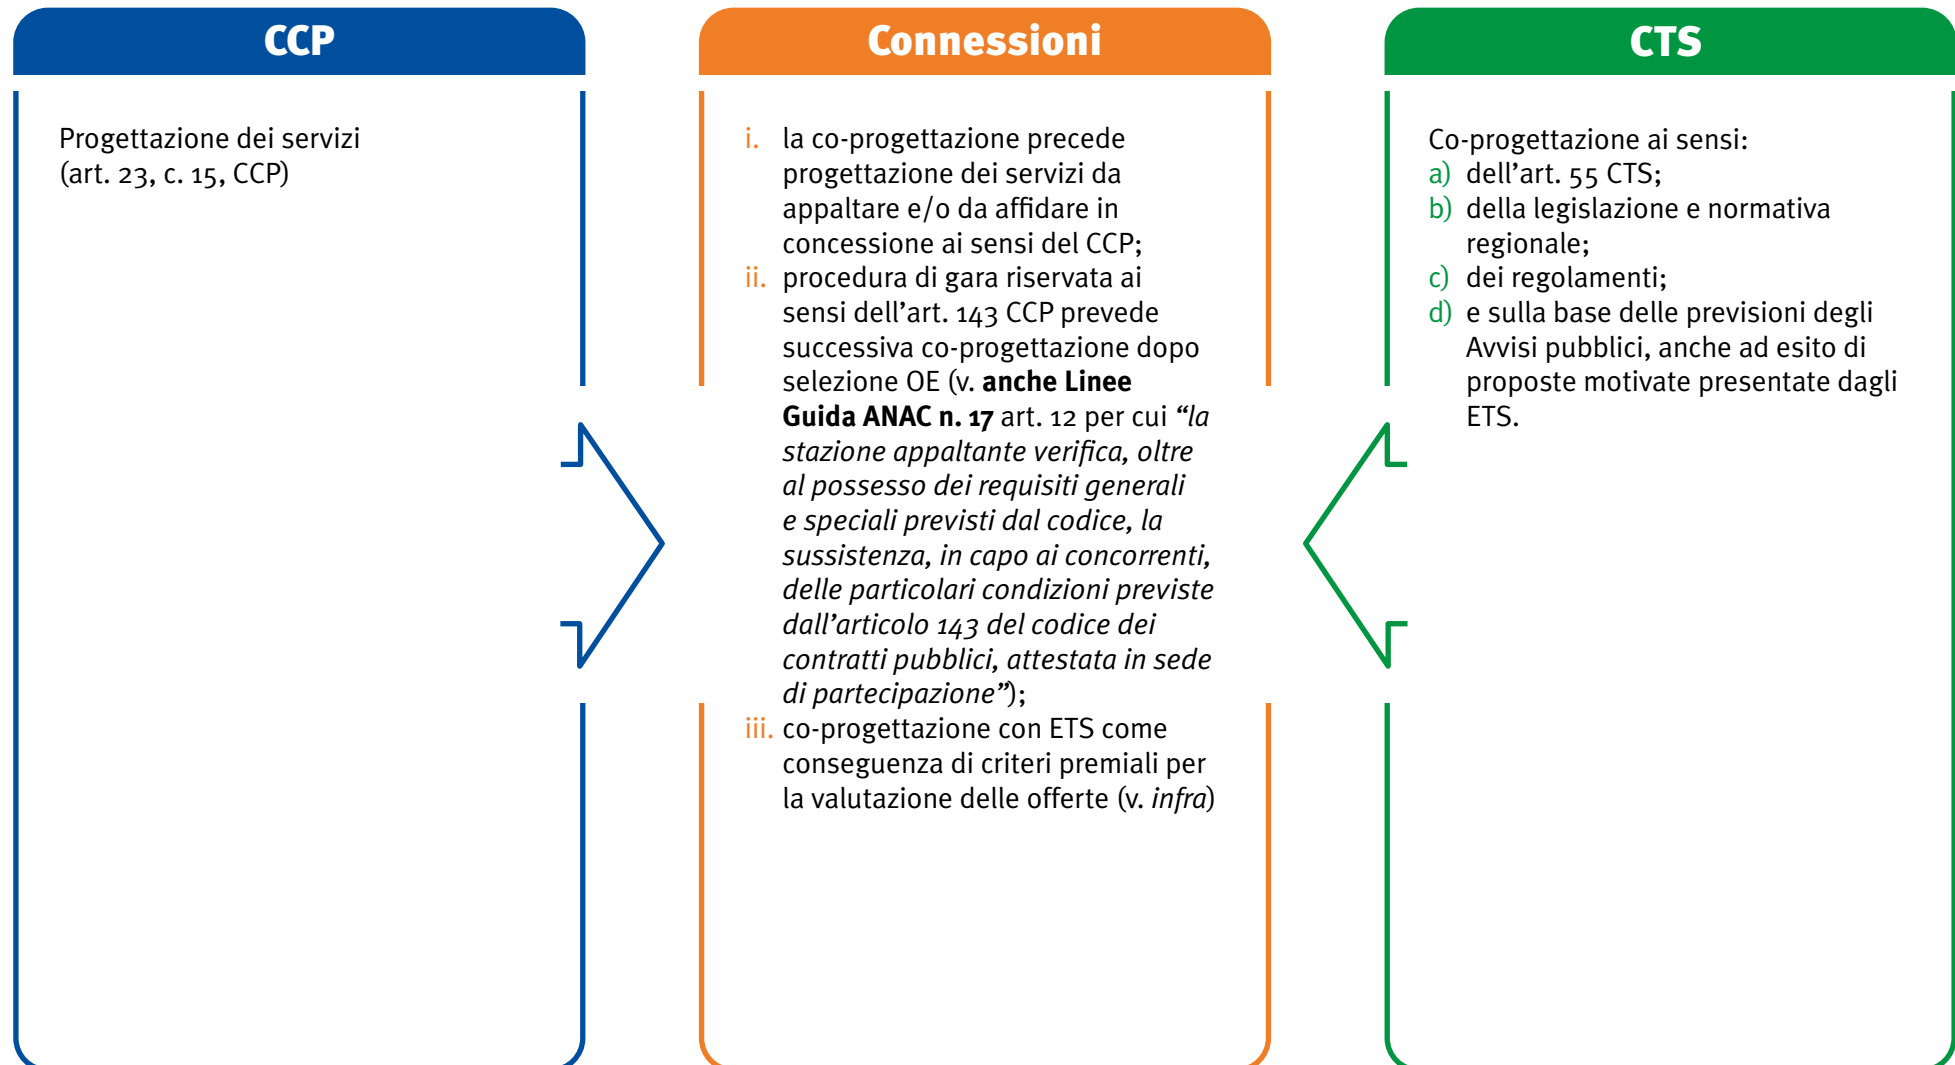 CCP
Progettazione dei servizi
(art. 23, c. 15, CCP)
Connessioni
i. la co-progettazione precede
progettazione dei servizi da
appaltare e/o da affidare in
concessione ai sensi del CCP;
ii. procedura di gara riservata ai
sensi dell’art. 143 CCP prevede
successiva co-progettazione dopo
selezione OE (v. anche Linee
Guida ANAC n. 17 art. 12 per cui “la
stazione appaltante verifica, oltre
al possesso dei requisiti generali
e speciali previsti dal codice, la
sussistenza, in capo ai concorrenti,
delle particolari condizioni previste
dall’articolo 143 del codice dei
contratti pubblici, attestata in sede
di partecipazione”);
iii. co-progettazione con ETS come
conseguenza di criteri premiali per
la valutazione delle offerte (v. infra)
CTS
Co-progettazione ai sensi:
a) dell’art. 55 CTS;
b) della legislazione e normativa
regionale;
c) dei regolamenti;
d) e sulla base delle previsioni degli
Avvisi pubblici, anche ad esito di
proposte motivate presentate dagli
ETS.